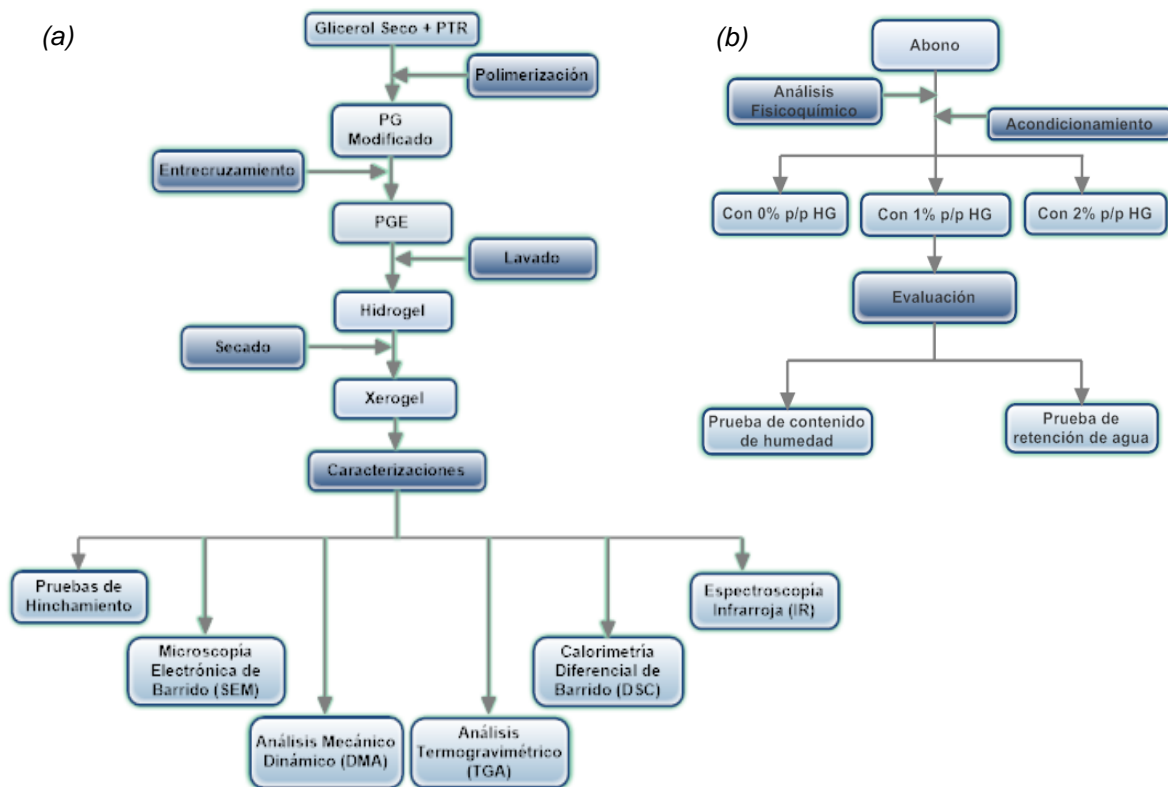 (a)
Glicerol Seco + PTR
Polimerización
PG
Modificado
Entrecruzamiento
PGE
Lavado
Hidrogel
Secado
Xerogel
Caracterizaciones
Pruebas de
Hinchamiento
Microscopía
Electrónica de
Barrido (SEM)
Análisis Mecánico
Dinámico (DMA)
Análisis
Termogravimétrico
(TGA)
Calorimetría
Diferencial de
Barrido (DSC)
Espectroscopía
Infrarroja (IR)
(b)
Abono
Análisis
Fisicoquímico
Acondicionamiento
Con 0% p/p HG
Con 1% p/p HG
Con 2% p/p HG
Evaluación
Prueba de contenido
de humedad
Prueba de
retención de agua